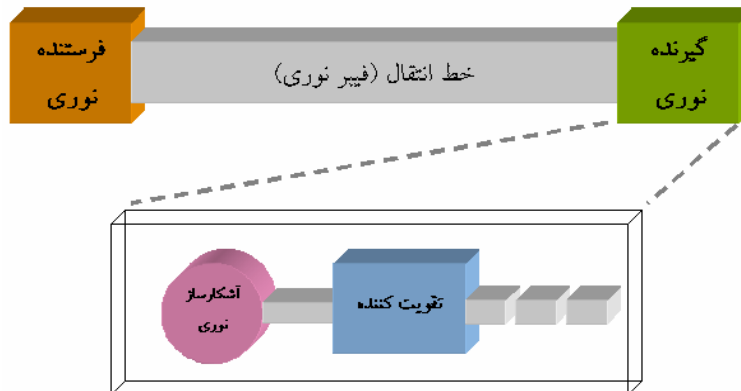 فرستنده
نوری
خط انتقال (فیبر نوری)
گیرنده
نوری
آشکارساز
نوری
تقویت کننده